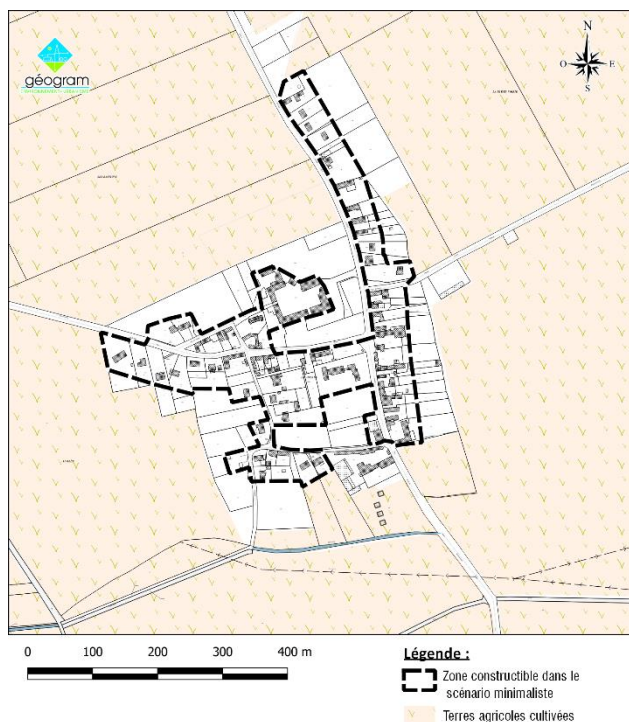 N
géogram
O
E
S
0 100 200 300 400 m
Légende :
Zone constructible dans le
scénario minimaliste
Terres agricoles cultivées